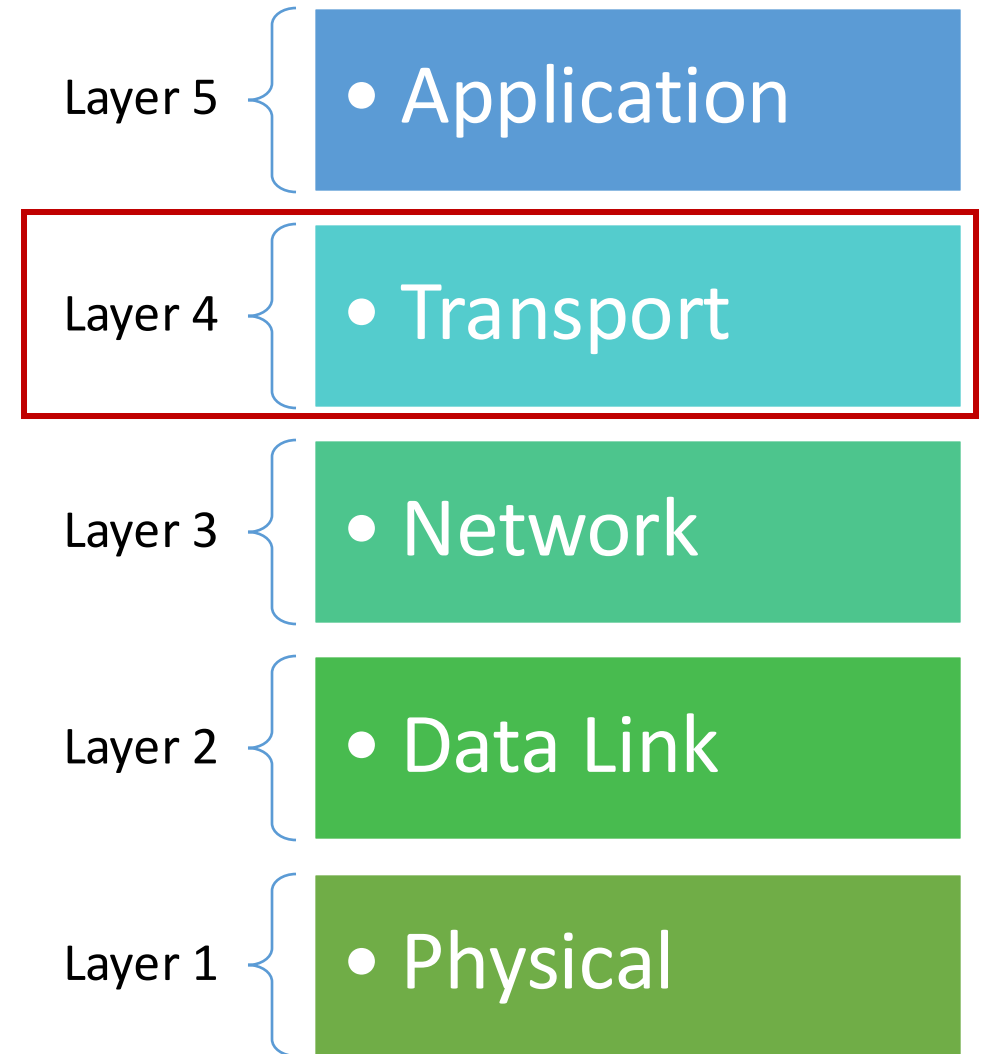 Layer 5 • Application
Layer 4 • Transport
Layer 3 • Network
Layer 2 • Data Link
Layer 1 • Physical